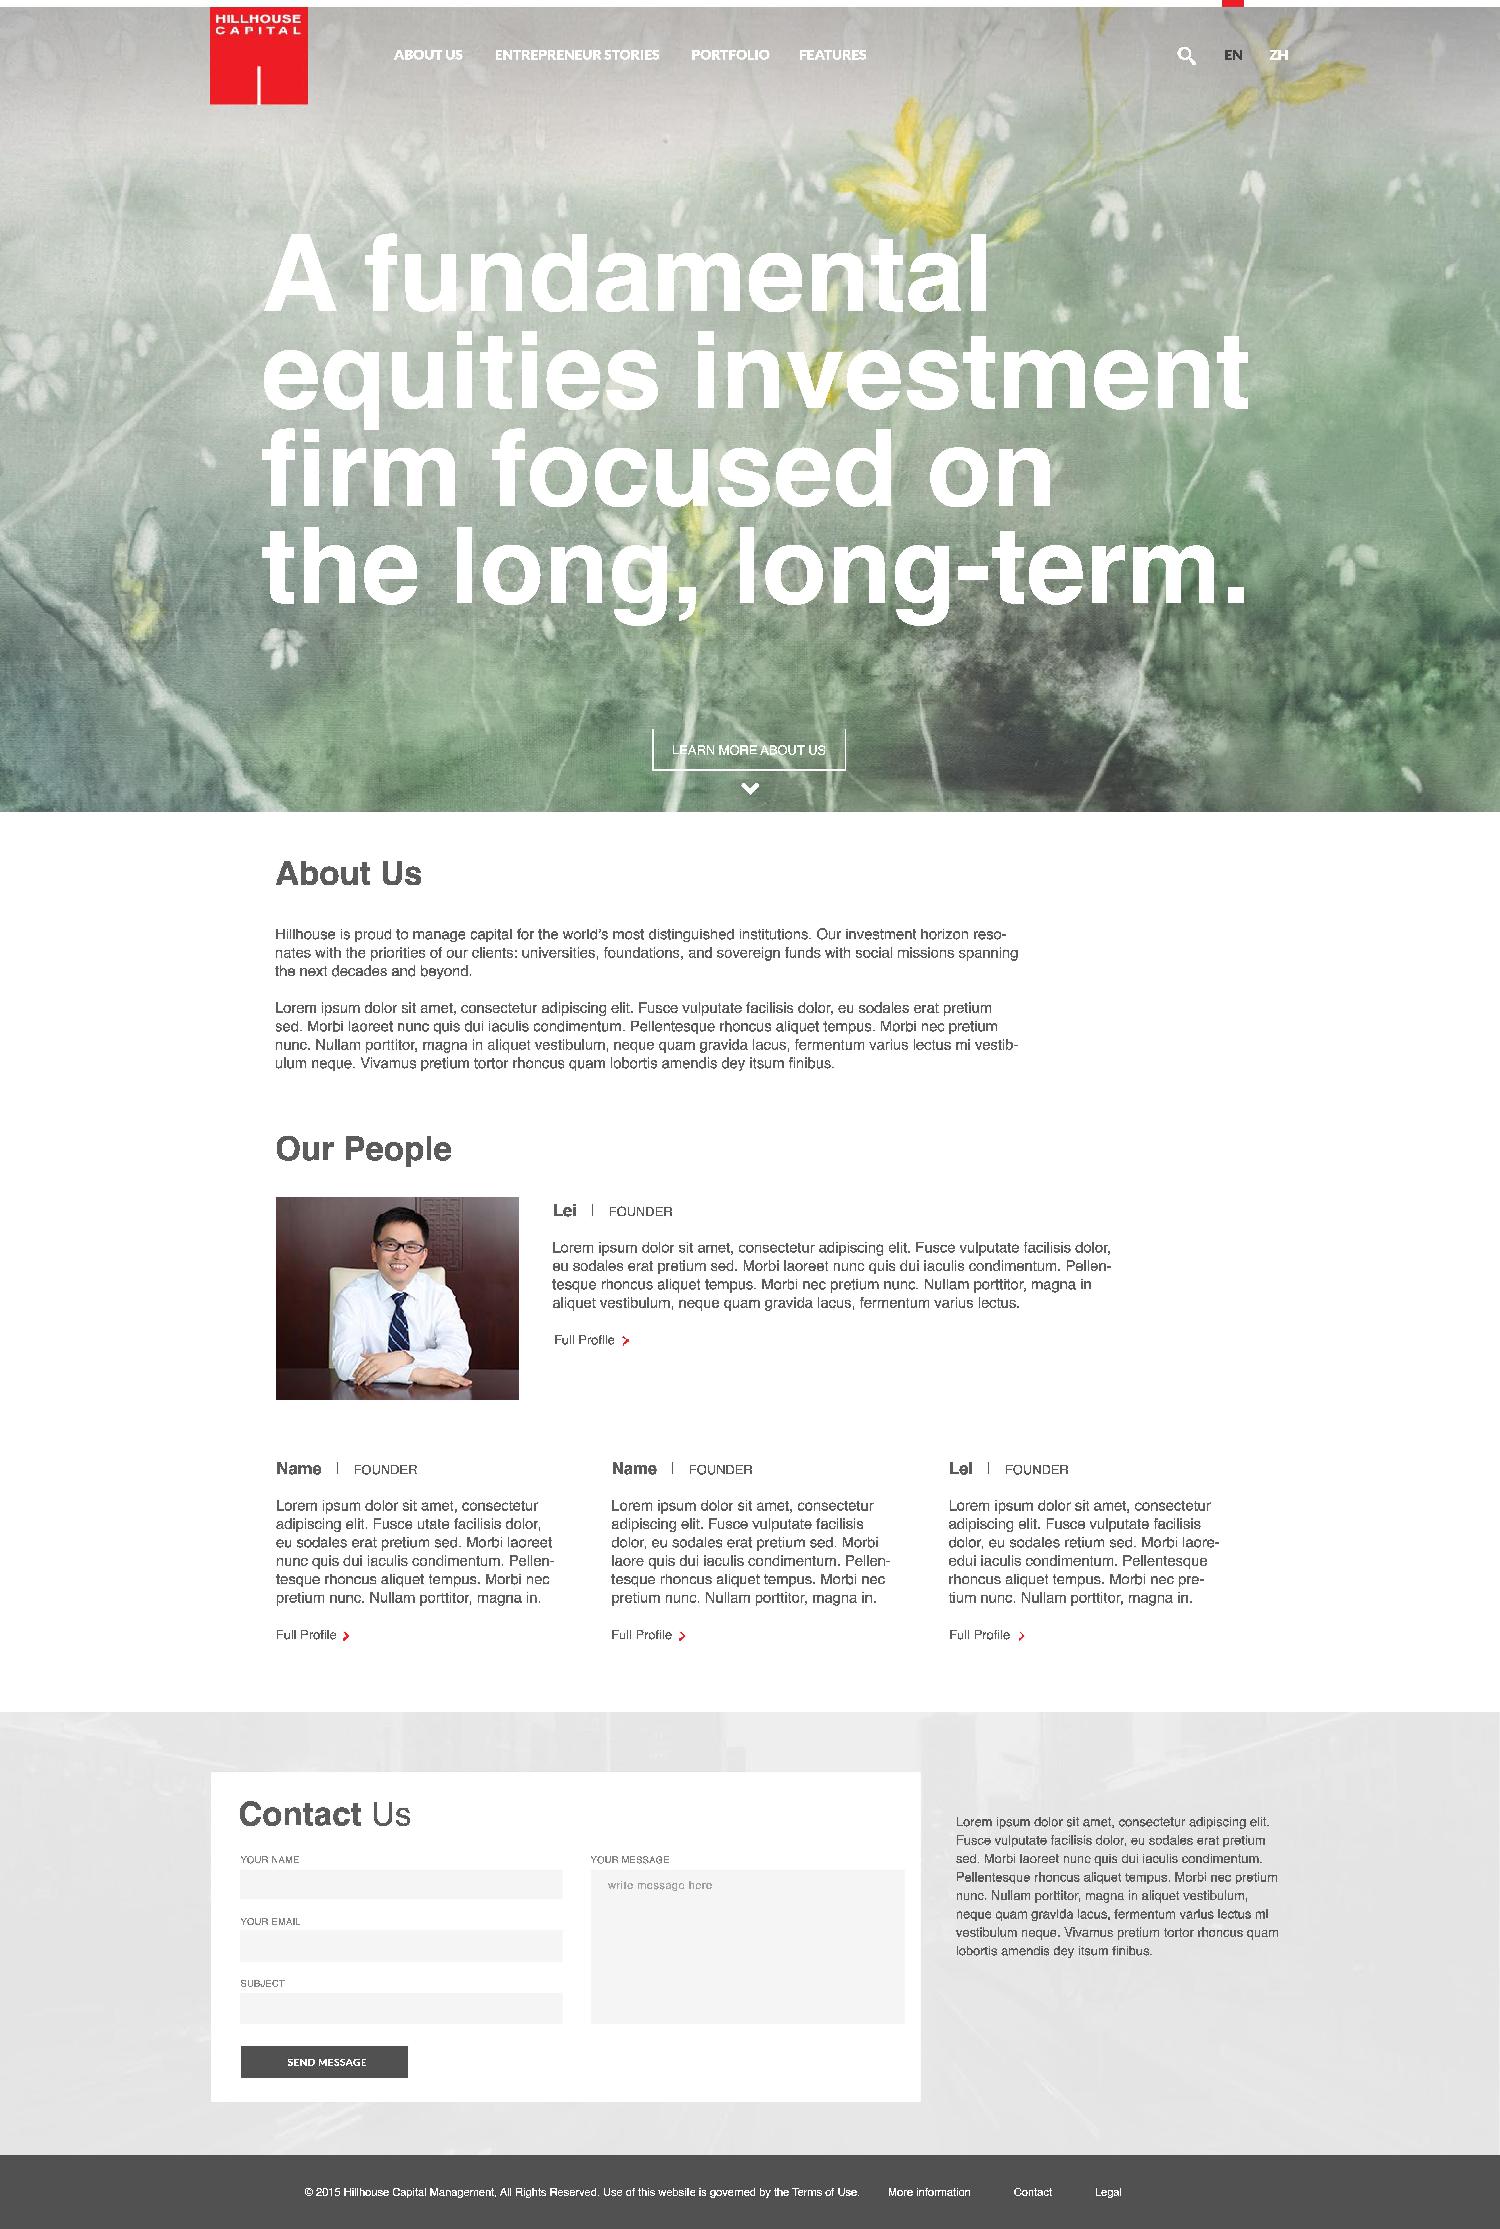 HILLHOUSE
CAPITAL
ABOUT US ENTREPRENEUR STORIES PORTFOLIO FEATURES EN ZH
A fundamental
equities investment
firm focused on
the long, long-term.
LEARN MORE ABOUT US
About Us
Hillhouse is proud to manage capital for the world's most distinguished institutions. Our investment horizon reso-
nates with the priorities of our clients: universities, foundations, and sovereign funds with social missions spanning
the next decades and beyond.
Lorem ipsum dolor sit amet, consectetur adipiscing elit. Fusce vulputate facilisis dolor, eu sodales erat pretium
sed. Morbi laoreet nunc quis dui iaculis condimentum. Pellentesque rhoncus aliquet tempus. Morbi nec pretium
nunc. Nullam porttitor, magna in aliquet vestibulum, neque quam gravida lacus, fermentum varius lectus mi vestib-
ulum neque. Vivamus pretium tortor rhoncus quam lobortis amendis dey itsum finibus.
Our People
Lei | FOUNDER
Lorem ipsum dolor sit amet, consectetur adipiscing elit. Fusce vulputate facilisis dolor,
eu sodales erat pretium sed. Morbi laoreet nunc quis dui iaculis condimentum. Pellen-
tesque rhoncus aliquet tempus. Morbi nec pretium nunc. Nullam porttitor, magna in
aliquet vestibulum, neque quam gravida lacus, fermentum varius lectus.
Full Profile
Name | FOUNDER
Lorem ipsum dolor sit amet, consectetur
adipiscing elit. Fusce utate facilisis dolor,
eu sodales erat pretium sed. Morbi laoreet
nunc quis dui iaculis condimentum. Pellen-
tesque rhoncus aliquet tempus. Morbi nec
pretium nunc. Nullam porttitor, magna in.
Full Profile
Name | FOUNDER
Lorem ipsum dolor sit amet, consectetur
adipiscing elit. Fusce vulputate facilisis
dolor, eu sodales erat pretium sed. Morbi
laore quis dui iaculis condimentum. Pellen-
tesque rhoncus aliquet tempus. Morbi nec
pretium nunc. Nullam porttitor, magna in.
Full Profile
Lei | FOUNDER
Lorem ipsum dolor sit amet, consectetur
adipiscing elit. Fusce vulputate facilisis
dolor, eu sodales retium sed. Morbi laore-
edui iaculis condimentum. Pellentesque
rhoncus aliquet tempus. Morbi nec pre-
tium nunc. Nullam porttitor, magna in.
Full Profile
Contact Us
YOUR NAME
YOUR EMAIL
SUBJECT
YOUR MESSAGE
write message here
SEND MESSAGE
Lorem ipsum dolor sit amet, consectetur adipiscing elit.
Fusce vulputate facilisis dolor, eu sodales erat pretium
sed. Morbi laoreet nunc quis dui iaculis condimentum.
Pellentesque rhoncus aliquet tempus. Morbi nec pretium
nunc. Nullam porttitor, magna in aliquet vestibulum,
neque quam gravida lacus, fermentum varius lectus mi
vestibulum neque. Vivamus pretium tortor rhoncus quam
lobortis amendis dey itsum finibus.
© 2015 Hillhouse Capital Management, All Rights Reserved. Use of this website is governed by the Terms of Use. More information Contact Legal